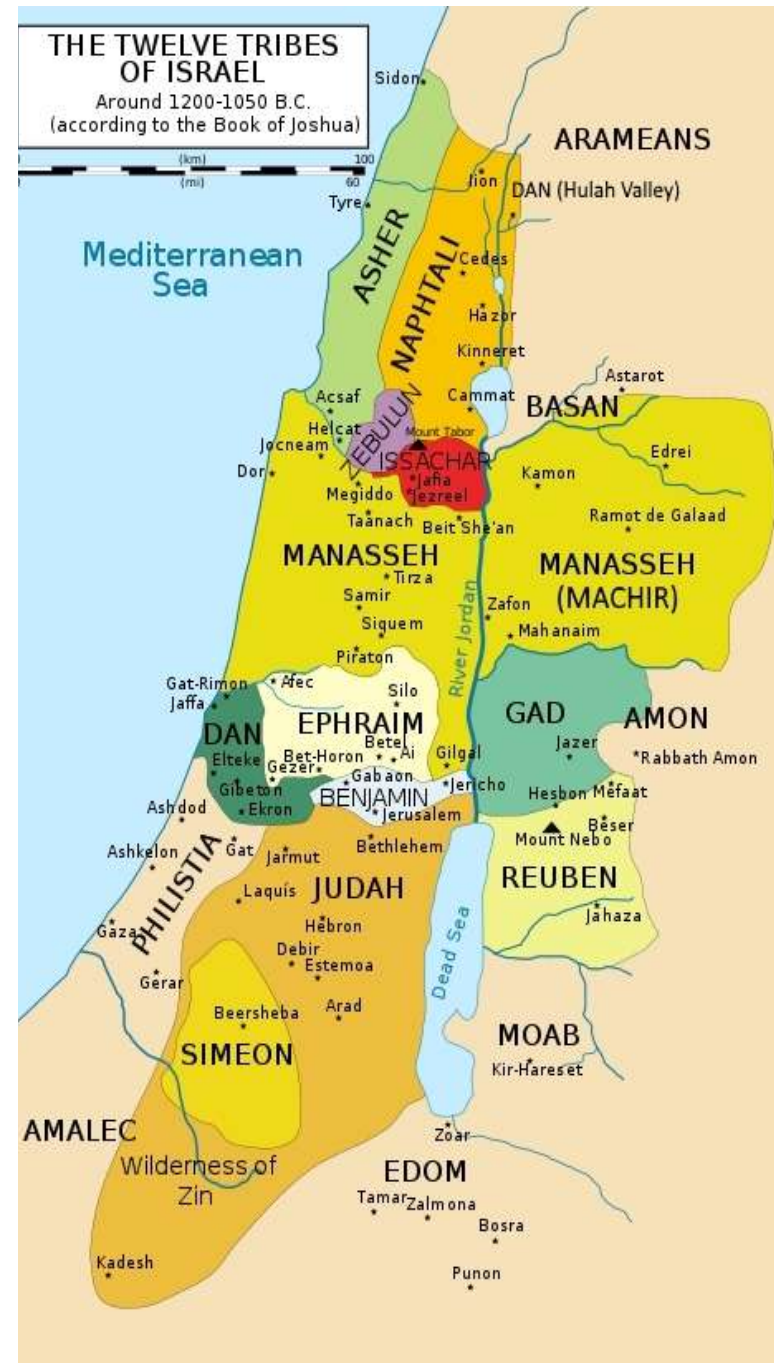 THE TWELVE TRIBES
OF ISRAEL
Around 1200-1050 B.C.
(according to the Book of Joshua)
(km) 100
(mi) 60
Sidon
ARAMEANS
Iion
DAN (Hulah Valley)
Tyre
ASHER
NAPHTALI
Mediterranean
Sea
Cedes
Hazor
Kinneret
Astarot
Cammat
BASAN
Acsaf
Helcat
NEBULUN
Mount Tabor
Jocneam
ISSACHAR
Edrei
Dor
Jafia
Kamon
Megiddo
Jezreel
Taanach
Beit She'an
Ramot de Galaad
MANASSEH
MANASSEH
(MACHIR)
Tirza
Samir
Zafon
Siquem
Mahanaim
Piraton
River Jordan
Gat-Rimon
Afec
Jaffa
Silo
DAN
EPHRAIM
GAD
AMON
Elteke
Bet-Horon
Betel
Ai
Gilgal
Jazer
Rabbath Amon
Gezer
Gabaon
Jericho
Gibeton
BENJAMIN
Hesbon
Mefaat
Ashdod
Ekron
Jerusalem
Beser
Mount Nebo
Ashkelon
Gat
Jarmut
Bethlehem
PHILISTIA
JUDAH
REUBEN
Laquis
Gaza
Hebron
Jahaza
Dead Sea
Debir
Gerar
Estemoa
Beersheba
Arad
MOAB
SIMEON
Kir-Hareset
AMALEC
Zoar
Wilderness of
Zin
EDOM
Tamar
Zalmona
Bosra
Kadesh
Punon